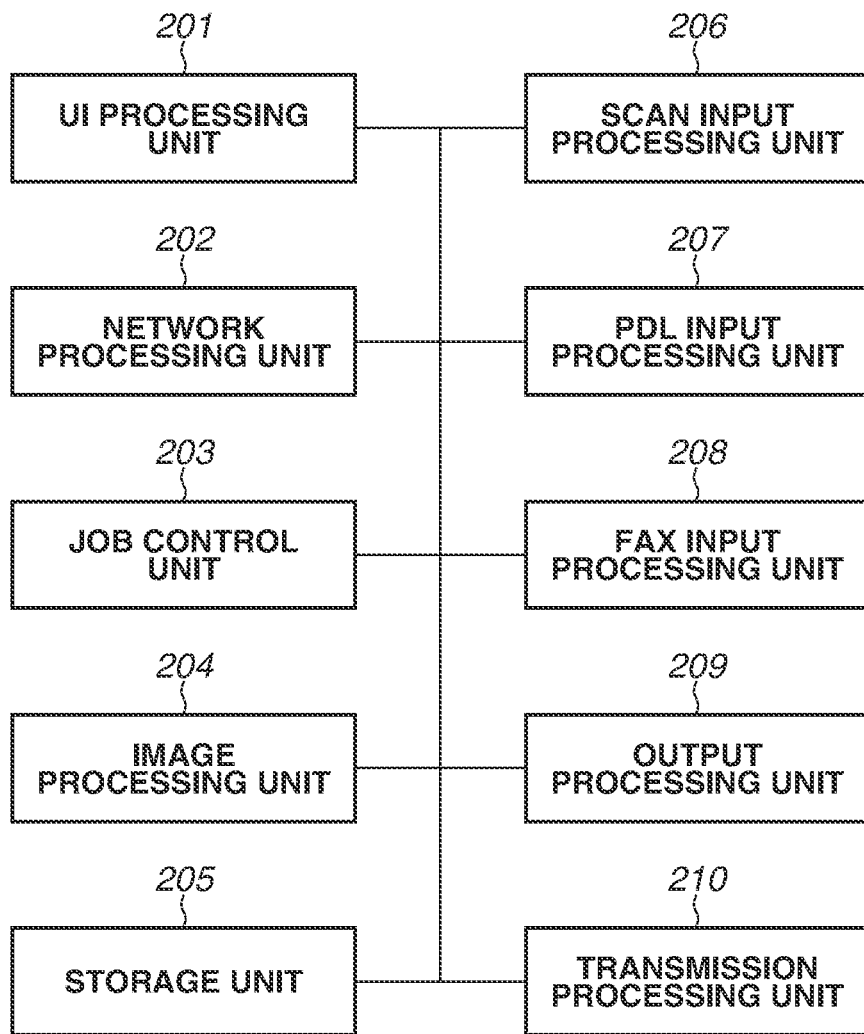 201
UI PROCESSING
UNIT
206
SCAN INPUT
PROCESSING UNIT
202
NETWORK
PROCESSING UNIT
207
PDL INPUT
PROCESSING UNIT
203
JOB CONTROL
UNIT
208
FAX INPUT
PROCESSING UNIT
204
IMAGE
PROCESSING UNIT
209
OUTPUT
PROCESSING UNIT
205
STORAGE UNIT
210
TRANSMISSION
PROCESSING UNIT